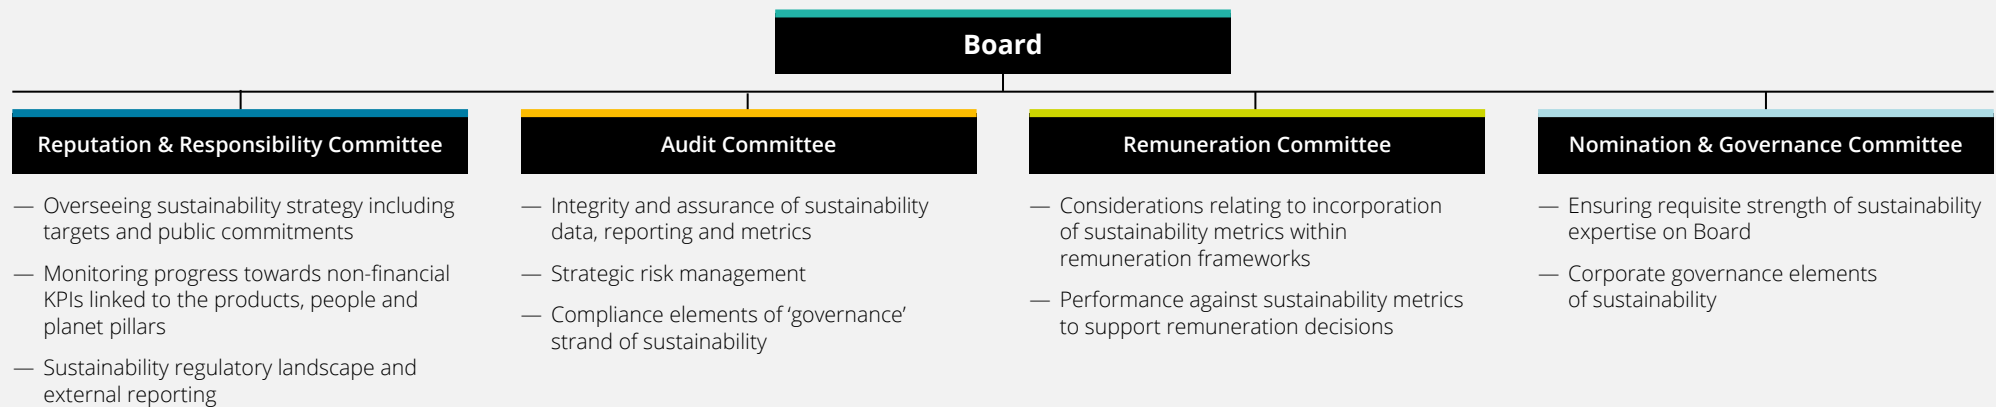 Board
Reputation & Responsibility Committee
— Overseeing sustainability strategy including
targets and public commitments
— Monitoring progress towards non-financial
KPIs linked to the products, people and
planet pillars
— Sustainability regulatory landscape and
external reporting
Audit Committee
— Integrity and assurance of sustainability
data, reporting and metrics
— Strategic risk management
— Compliance elements of ‘governance’
strand of sustainability
Remuneration Committee
— Considerations relating to incorporation
of sustainability metrics within
remuneration frameworks
— Performance against sustainability metrics
to support remuneration decisions
Nomination & Governance Committee
— Ensuring requisite strength of sustainability
expertise on Board
— Corporate governance elements
of sustainability